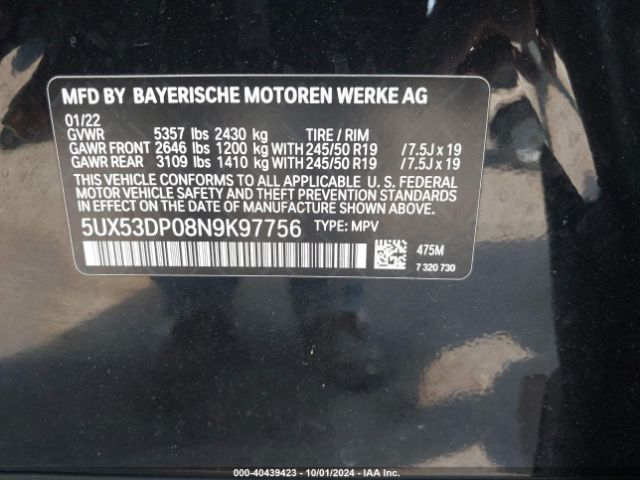 MFD BY BAYERISCHE MOTOREN WERKE AG
01/22
GVWR 5357 lbs 2430 kg TIRE / RIM
GAWR FRONT 2646 lbs 1200 kg WITH 245/50 R19 /7.5J x 19
GAWR REAR 3109 lbs 1410 kg WITH 245/50 R19 /7.5J x 19
THIS VEHICLE CONFORMS TO ALL APPLICABLE U. S. FEDERAL
MOTOR VEHICLE SAFETY AND THEFT PREVENTION STANDARDS
IN EFFECT ON THE DATE OF MANUFACTURE SHOWN ABOVE.
5UX53DP08N9K97756 TYPE: MPV
475M
7 320 730
000-40439423 - 10/01/2024 - IAAI.com